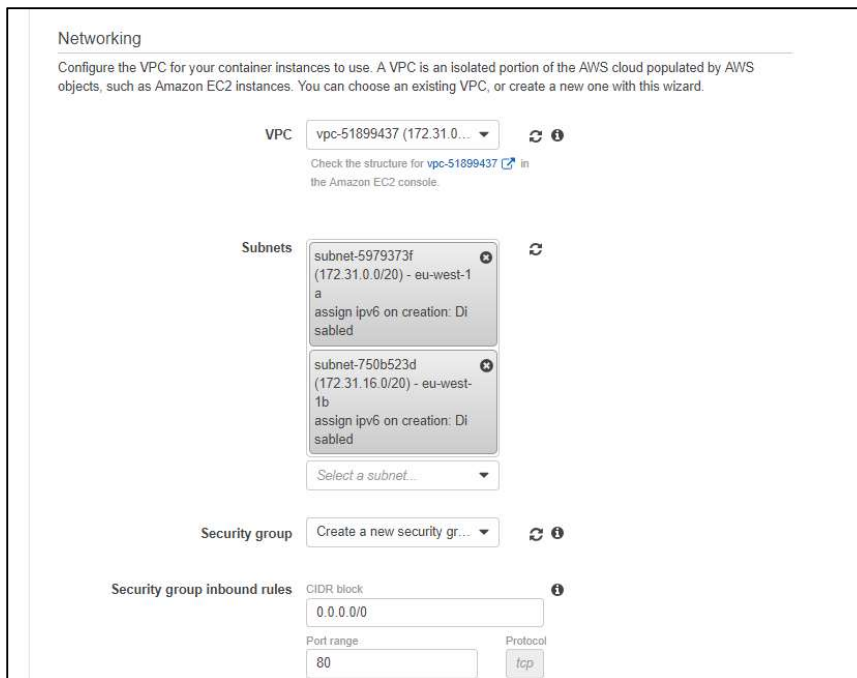 Networking
Configure the VPC for your container instances to use. A VPC is an isolated portion of the AWS cloud populated by AWS
objects, such as Amazon EC2 instances. You can choose an existing VPC, or create a new one with this wizard.
VPC vpc-51899437 (172.31.0...
Check the structure for vpc-51899437 in
the Amazon EC2 console.
Subnets
subnet-5979373f
(172.31.0.0/20) - eu-west-1
a
assign ipv6 on creation: Di
sabled
subnet-750b523d
(172.31.16.0/20) - eu-west-
1b
assign ipv6 on creation: Di
sabled
Select a subnet...
Security group Create a new security gr...
Security group inbound rules CIDR block
0.0.0.0/0
Port range Protocol
80 tcp